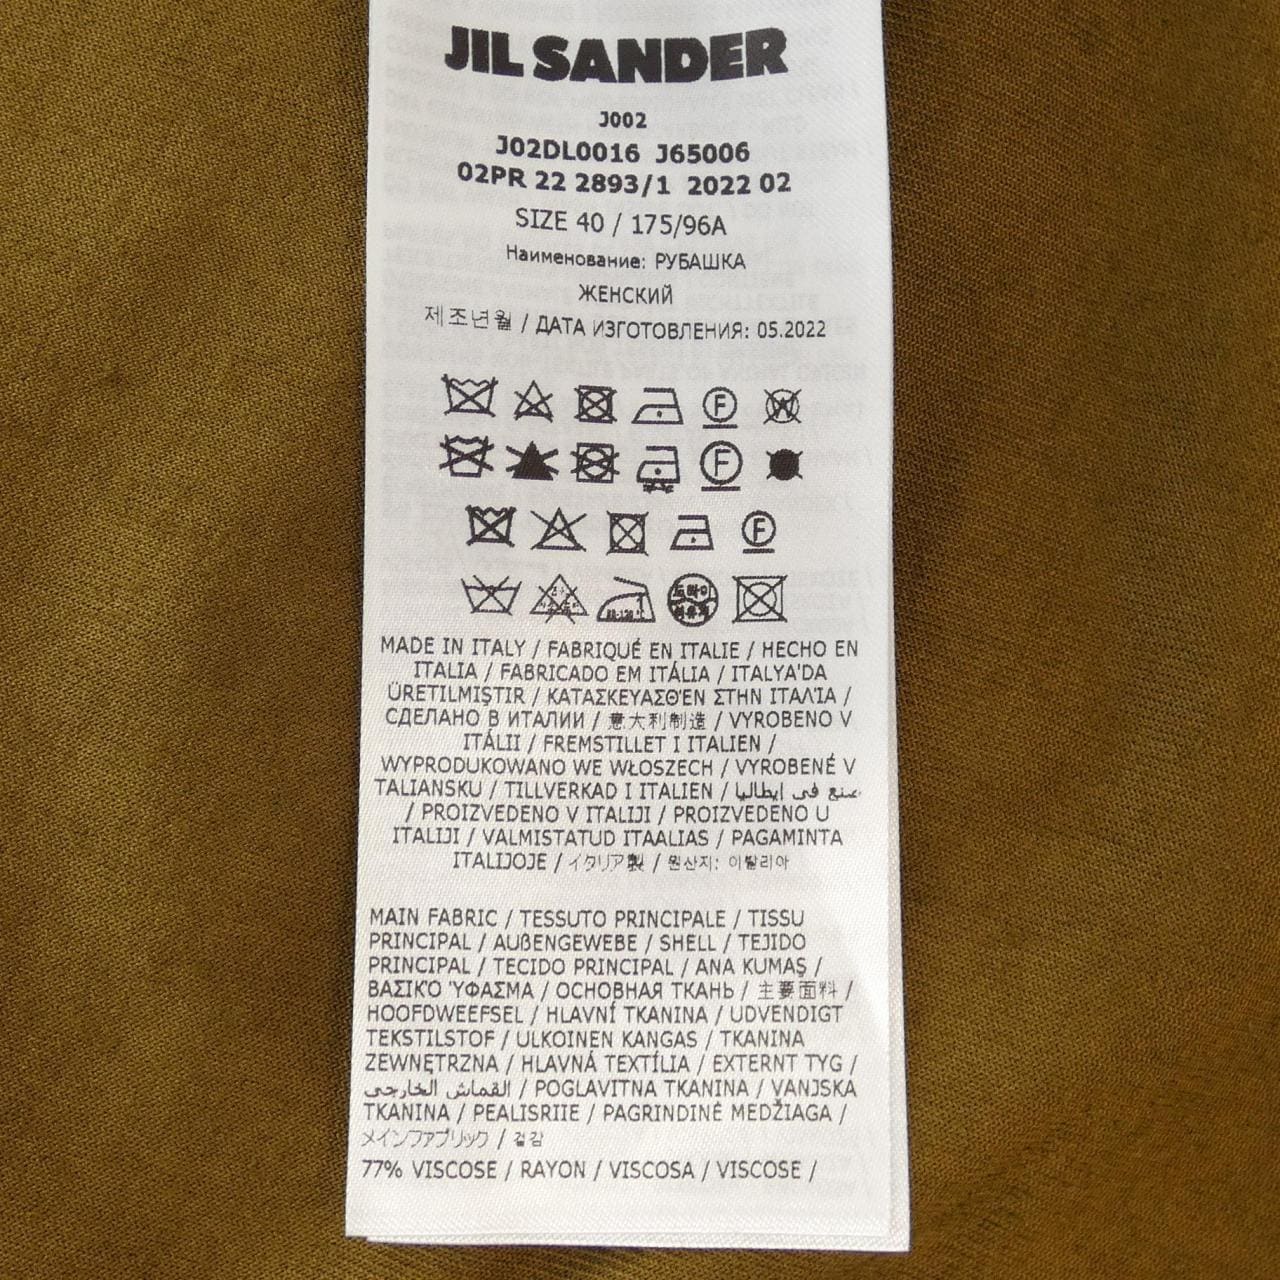 JIL SANDER
J002
J02DL0016 J65006
02PR 22 2893/1 2022 02
SIZE 40 / 175/96A
Наименование: РУБАШКА
ЖЕНСКИЙ
제조년월 / ДАТА ИЗГОТОВЛЕНИЯ: 05.2022
F W
F
F
MADE IN ITALY / FABRIQUÉ EN ITALIE / HECHO EN
ITALIA / FABRICADO EM ITÁLIA / ITALYA'DA
ÜRETILMIŞTIR / ΚΑΤΑΣΚΕΥΑΣΘΈΝ ΣΤΗΝ ΙΤΑΛΊΑ /
СДЕЛАНО В ИТАЛИИ / 意大利制造 / VYROBENO V
ITÁLII / FREMSTILLET I ITALIEN /
WYPRODUKOWANO WE WŁOSZECH / VYROBENÉ V
TALIANSKU / TILLVERKAD I ITALIEN / صنع في إيطاليا
/ PROIZVEDENO V ITALIJI / PROIZVEDENO U
ITALIJI / VALMISTATUD ITAALIAS / PAGAMINTA
ITALIJOJE / イタリア製 / 원산지: 이탈리아
MAIN FABRIC / TESSUTO PRINCIPALE / TISSU
PRINCIPAL / AUßENGEWEBE / SHELL / TEJIDO
PRINCIPAL / TECIDO PRINCIPAL / ANA KUMAŞ /
ΒΑΣΙΚΌ ΎΦΑΣΜΑ / ОСНОВНАЯ ТКАНЬ / 主要面料 /
HOOFDWEEFSEL / HLAVNÍ TKANINA / UDVENDIGT
TEKSTILSTOF / ULKOINEN KANGAS / TKANINA
ZEWNĘTRZNA / HLAVNÁ TEXTÍLIA / EXTERNT TYG /
القماش الخارجي / POGLAVITNA TKANINA / VANJSKA
TKANINA / PEALISRIIE / PAGRINDINĖ MEDŽIAGA /
メインファブリック / 겉감
77% VISCOSE / RAYON / VISCOSA / VISCOSE /